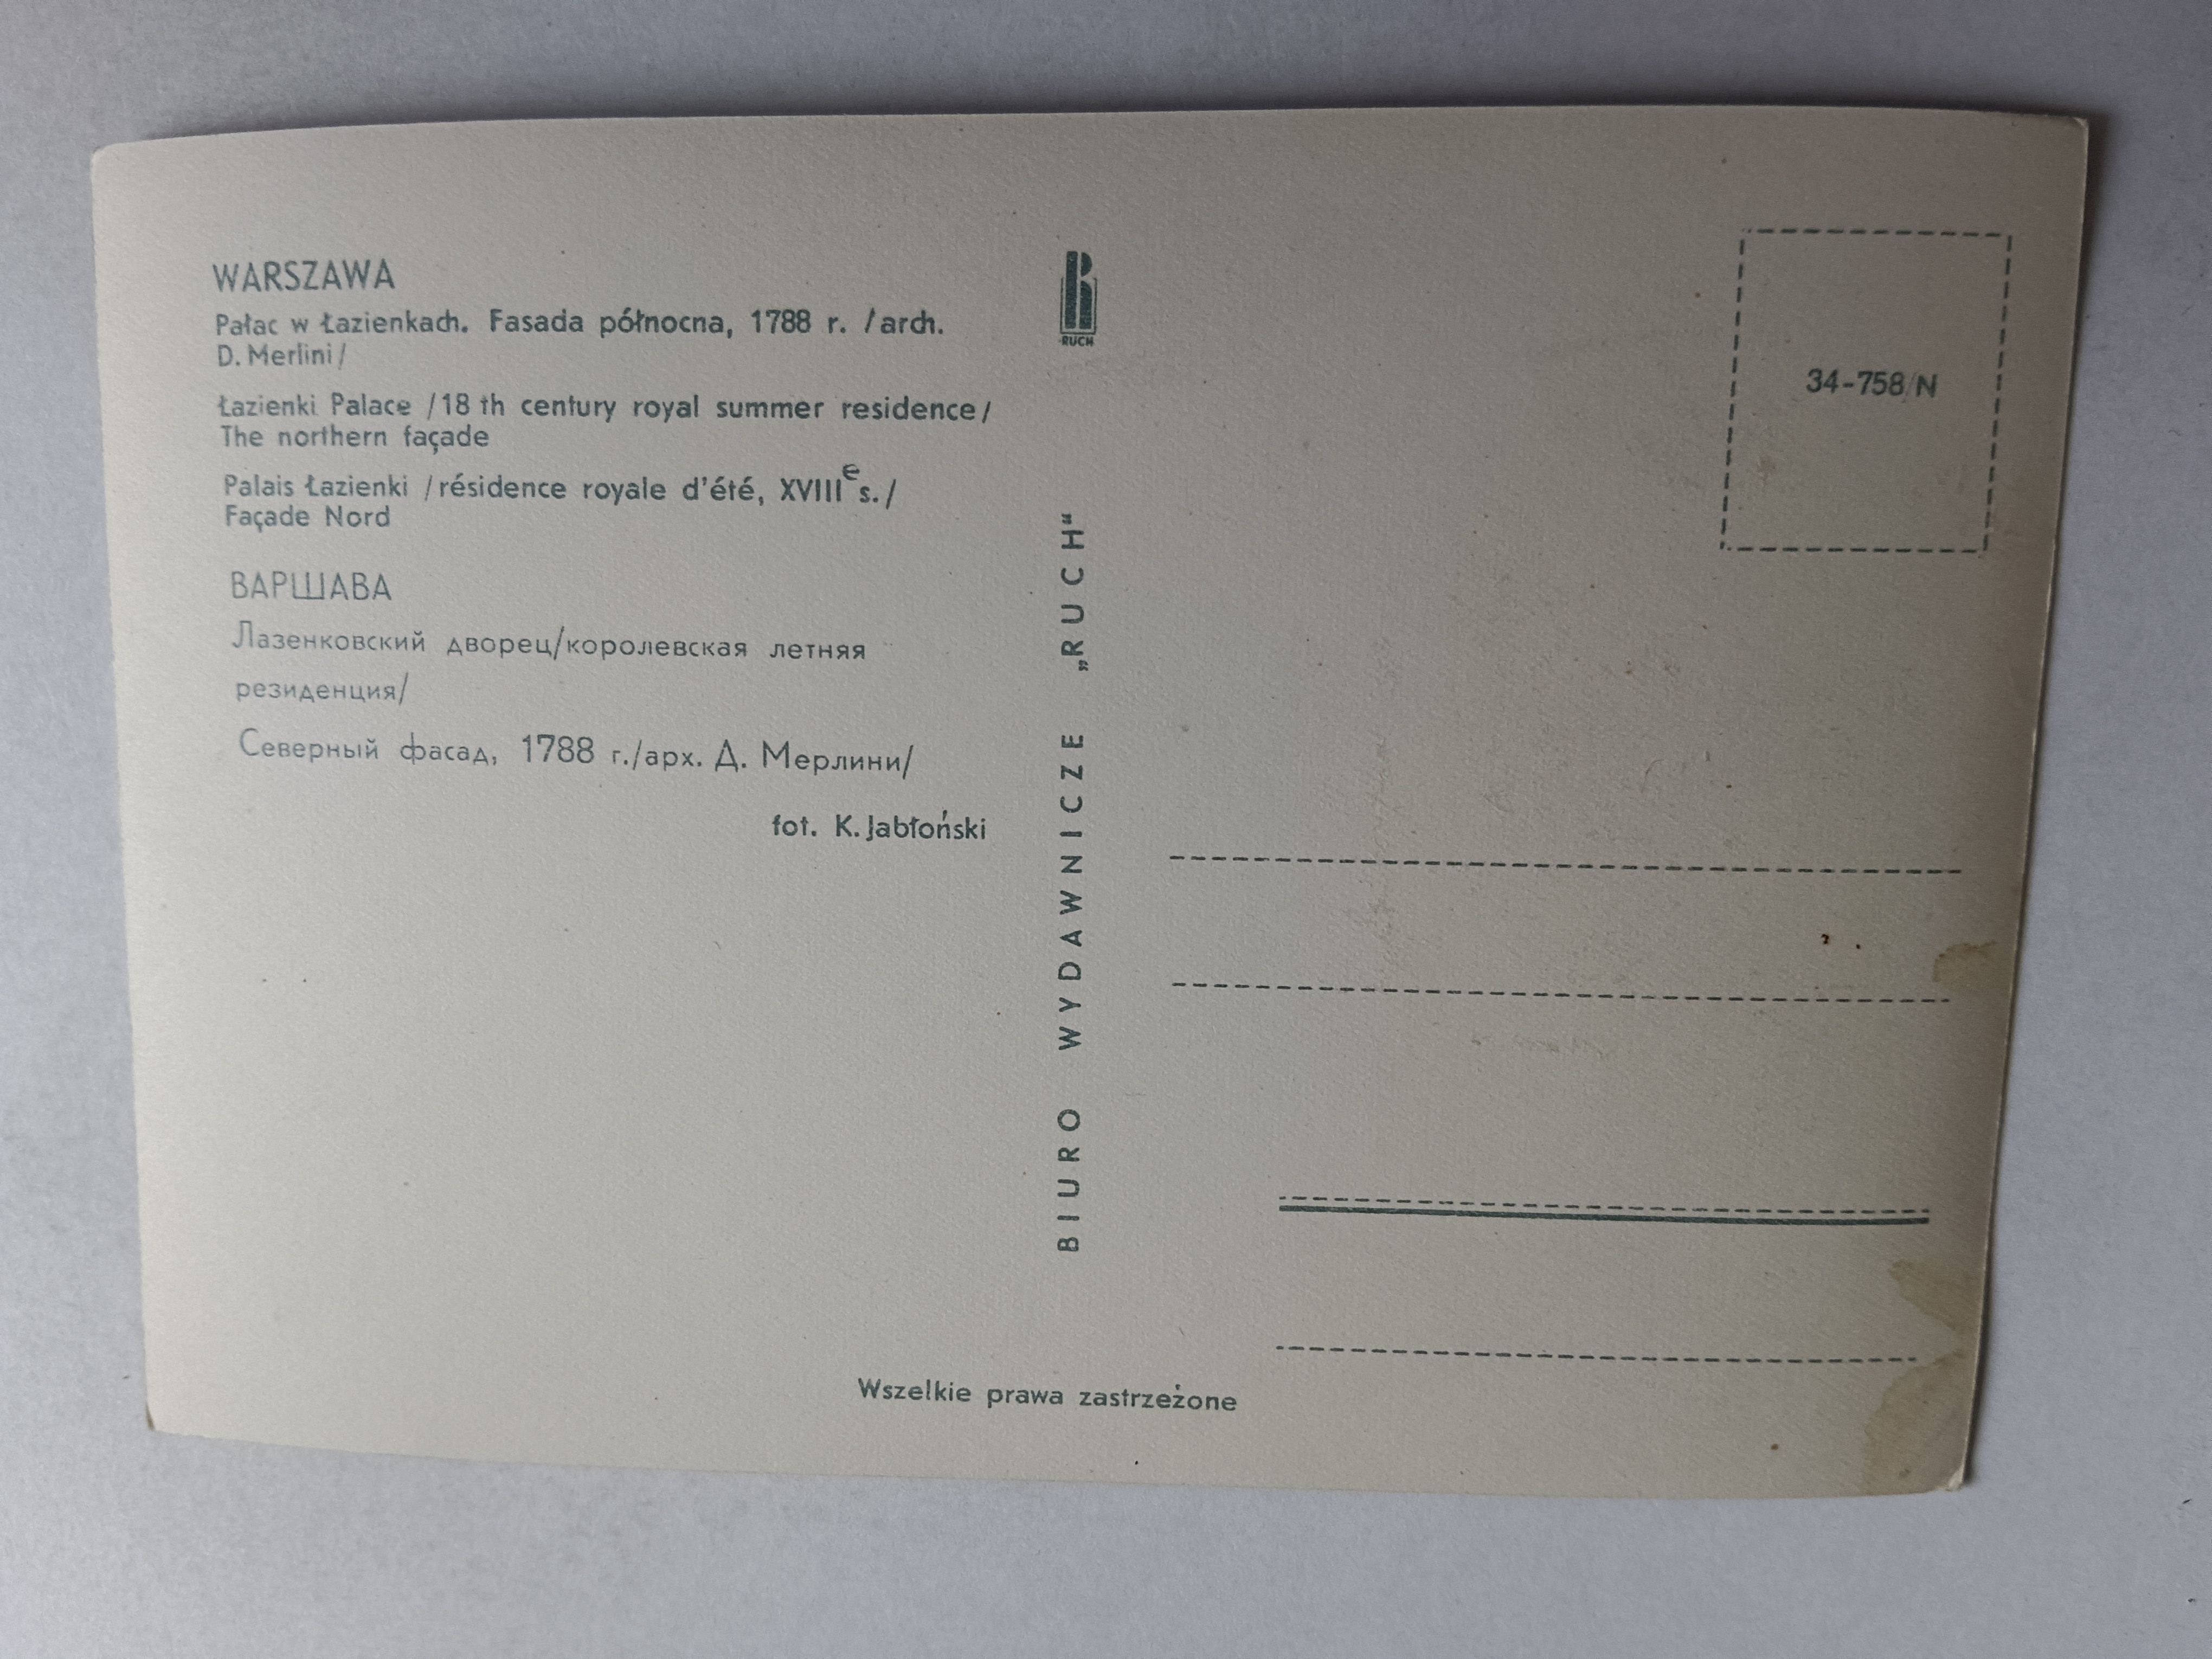 WARSZAWA
Pałac w Łazienkach. Fasada północna, 1788 r. /arch.
D. Merlini/
Łazienki Palace /18 th century royal summer residence/
The northern façade
Palais Łazienki /résidence royale d'été, XVIIIe s./
Façade Nord
ВАРШАВА
Лазенковский дворец/королевская летняя
резиденция/
Северный фасад, 1788 г./арх. Д. Мерлини/
fot. K. Jabłoński
RUCH
BIURO WYDAWNICZE „RUCH"
34-758/N
Wszelkie prawa zastrzeżone